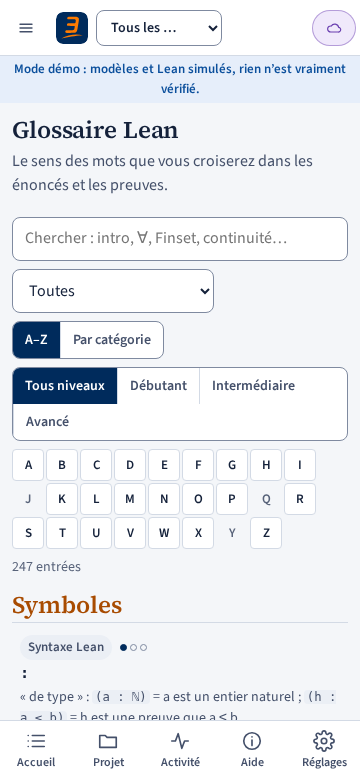 Tous les …
Mode démo : modèles et Lean simulés, rien n’est vraiment
vérifié.
Glossaire Lean
Le sens des mots que vous croiserez dans les
énoncés et les preuves.
Chercher : intro, ∀, Finset, continuité…
Toutes
A–Z Par catégorie
Tous niveaux Débutant Intermédiaire
Avancé
A B C D E F G H I
J K L M N O P Q R
S T U V W X Y Z
247 entrées
Symboles
Syntaxe Lean
:
« de type » : (a : ℕ) = a est un entier naturel ; (h :
a ≤ b) = h est une preuve que a ≤ b
Accueil Projet Activité Aide Réglages